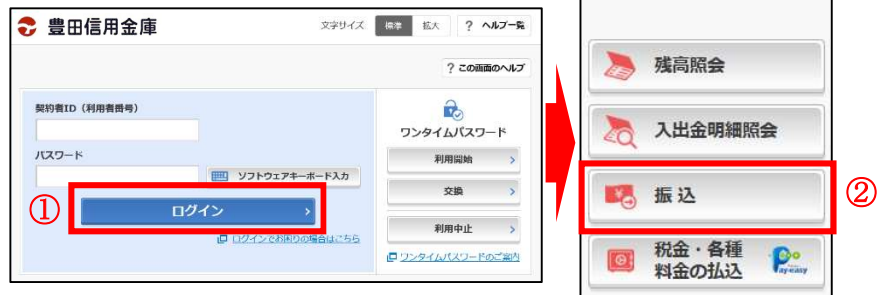 豊田信用金庫
文字サイズ 標準 拡大 ? ヘルプ一覧
? この画面のヘルプ
契約者ID（利用者番号）
パスワード
ソフトウェアキーボード入力
① ログイン
ログインでお困りの場合はこちら
ワンタイムパスワード
利用開始
交換
利用中止
ワンタイムパスワードのご案内
残高照会
入出金明細照会
振込 ②
税金・各種
料金の払込
Pay-easy